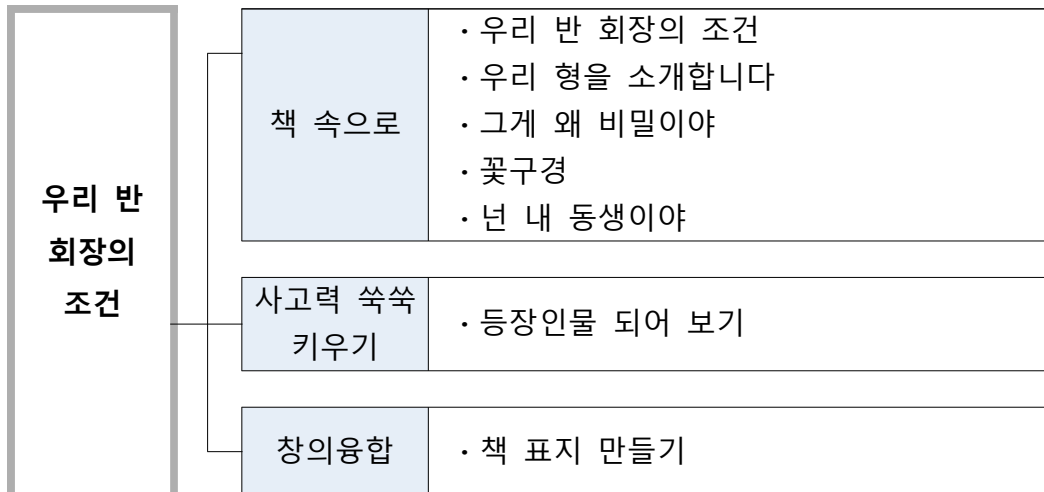 우리 반
회장의
조건
책 속으로
· 우리 반 회장의 조건
· 우리 형을 소개합니다
· 그게 왜 비밀이야
· 꽃구경
· 넌 내 동생이야
사고력 쑥쑥
키우기
· 등장인물 되어 보기
창의융합
· 책 표지 만들기